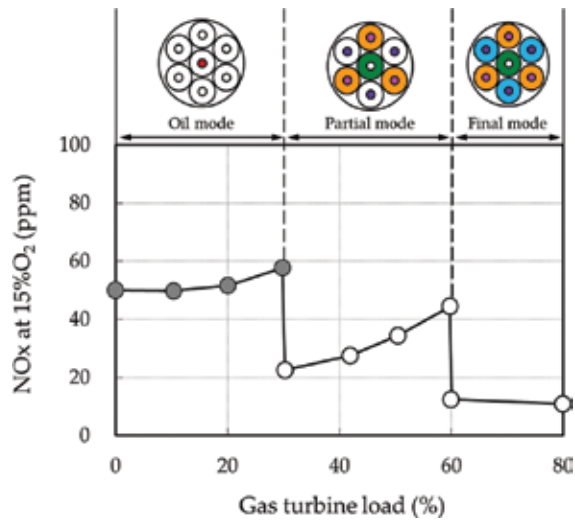 Oil mode
Partial mode
Final mode
NOx at 15%O₂ (ppm)
100
80
60
40
20
0
0
20
40
60
80
Gas turbine load (%)